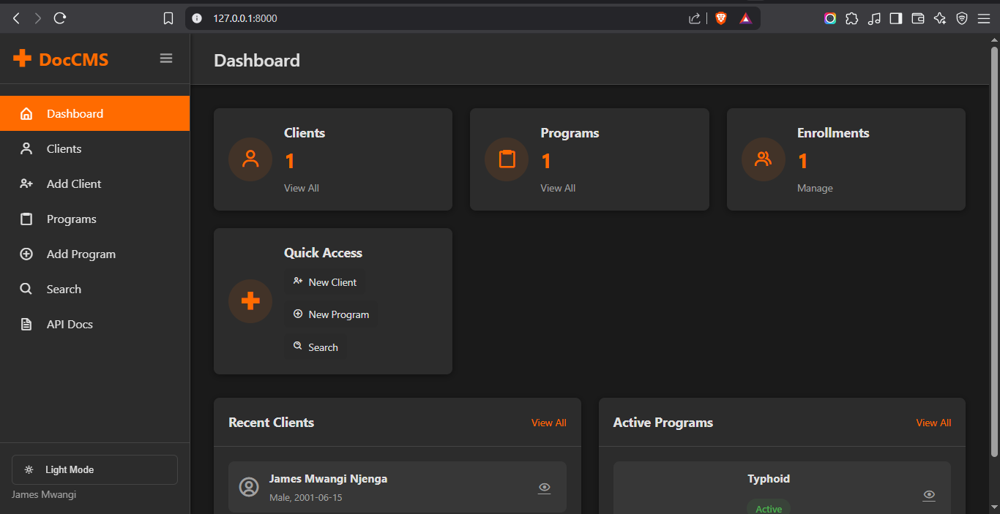 127.0.0.1:8000
DocCMS
Dashboard
Dashboard
Clients
Add Client
Programs
Add Program
Search
API Docs
Light Mode
James Mwangi
Clients
1
View All
Programs
1
View All
Enrollments
1
Manage
Quick Access
New Client
New Program
Search
Recent Clients
View All
James Mwangi Njenga
Male, 2001-06-15
Active Programs
View All
Typhoid
Active